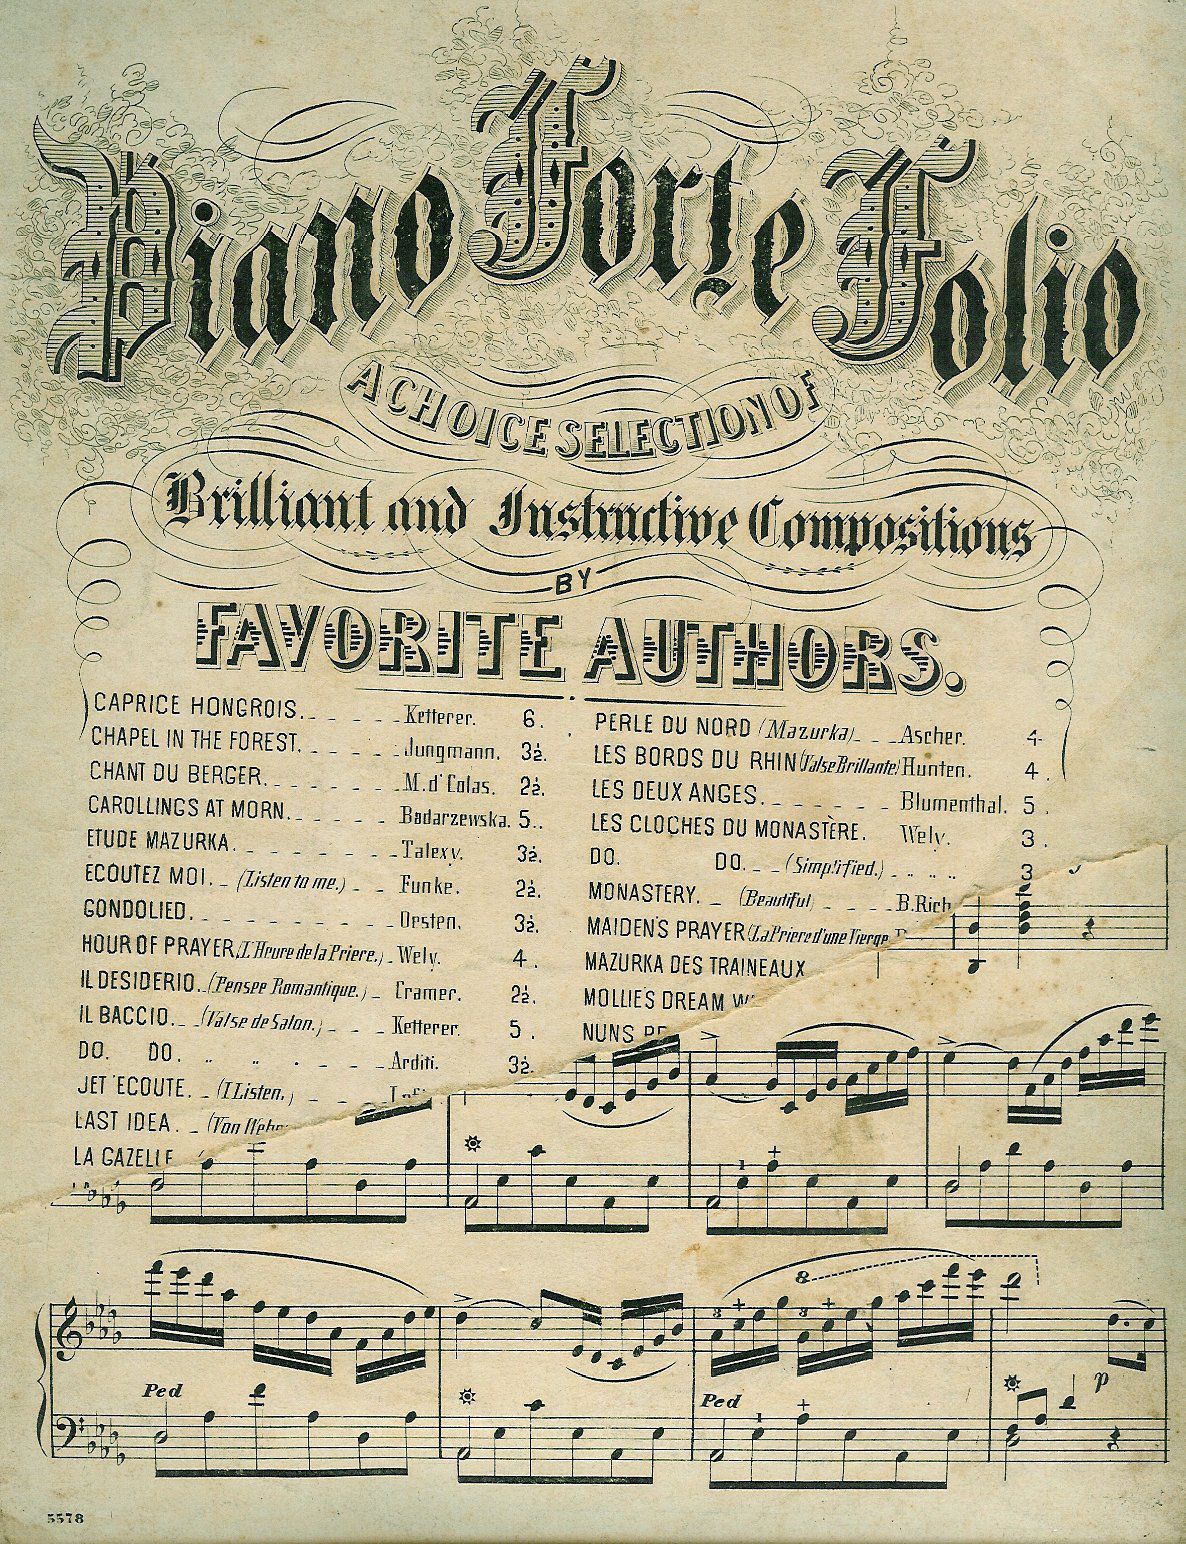 Piano Forte Folio
A CHOICE SELECTION OF
Brilliant and Instructive Compositions
BY
FAVORITE AUTHORS.
CAPRICE HONGROIS. Ketterer. 6.
CHAPEL IN THE FOREST. Jungmann. 3½
CHANT DU BERGER. M.d'Colas. 2½.
CAROLLINGS AT MORN. Badarzewska. 5..
ETUDE MAZURKA. Talexy. 3½.
ECOUTEZ MOI. (Listen to me.) Funke. 2½
GONDOLIED. Oesten. 3½.
HOUR OF PRAYER. (L'Heure de la Priere.) Wely. 4.
IL DESIDERIO. (Pensee Romantique.) Cramer. 2½.
IL BACCIO. (Valse de Salon.) Ketterer. 5.
DO. DO. " " " Arditi. 3½.
JET'ECOUTE. (I Listen.)
LAST IDEA. (Von
LA GAZELLE
PERLE DU NORD (Mazurka) Ascher. 4
LES BORDS DU RHIN (Valse Brillante) Hunten. 4.
LES DEUX ANGES. Blumenthal. 5.
LES CLOCHES DU MONASTÈRE. Wely. 3.
DO. DO. (Simplified.) " " 3
MONASTERY. (Beautiful) B.Rich
MAIDEN'S PRAYER (La Priere d'une Vierge
MAZURKA DES TRAINEAUX
MOLLIE'S DREAM W
NUNS
1
8
3 + 3 +
Ped
Ped
p
1
5578